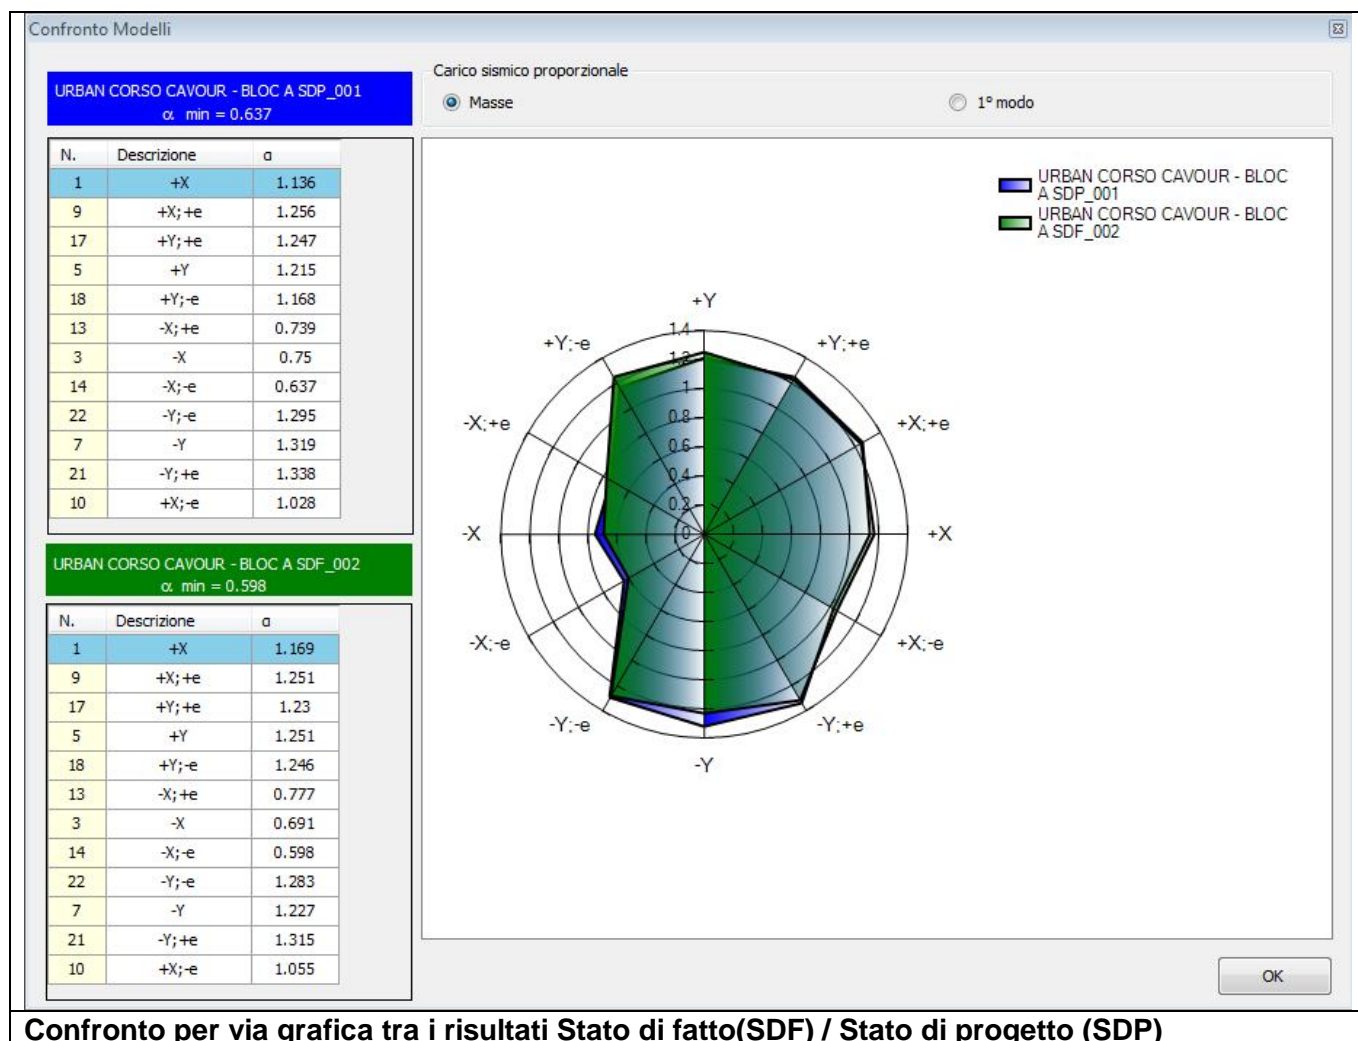 Confronto Modelli
URBAN CORSO CAVOUR - BLOC A SDP_001
α min = 0.637
N. Descrizione α
1 +X 1.136
9 +X;+e 1.256
17 +Y;+e 1.247
5 +Y 1.215
18 +Y;-e 1.168
13 -X;+e 0.739
3 -X 0.75
14 -X;-e 0.637
22 -Y;-e 1.295
7 -Y 1.319
21 -Y;+e 1.338
10 +X;-e 1.028
URBAN CORSO CAVOUR - BLOC A SDF_002
α min = 0.598
N. Descrizione α
1 +X 1.169
9 +X;+e 1.251
17 +Y;+e 1.23
5 +Y 1.251
18 +Y;-e 1.246
13 -X;+e 0.777
3 -X 0.691
14 -X;-e 0.598
22 -Y;-e 1.283
7 -Y 1.227
21 -Y;+e 1.315
10 +X;-e 1.055
Carico sismico proporzionale
Masse
1° modo
URBAN CORSO CAVOUR - BLOC
A SDP_001
URBAN CORSO CAVOUR - BLOC
A SDF_002
+Y
+Y;-e
+Y;+e
-X;+e
+X;+e
-X
+X
-X;-e
+X;-e
-Y;-e
-Y;+e
-Y
1.4
1.2
1
0.8
0.6
0.4
0.2
0
OK
Confronto per via grafica tra i risultati Stato di fatto(SDF) / Stato di progetto (SDP)